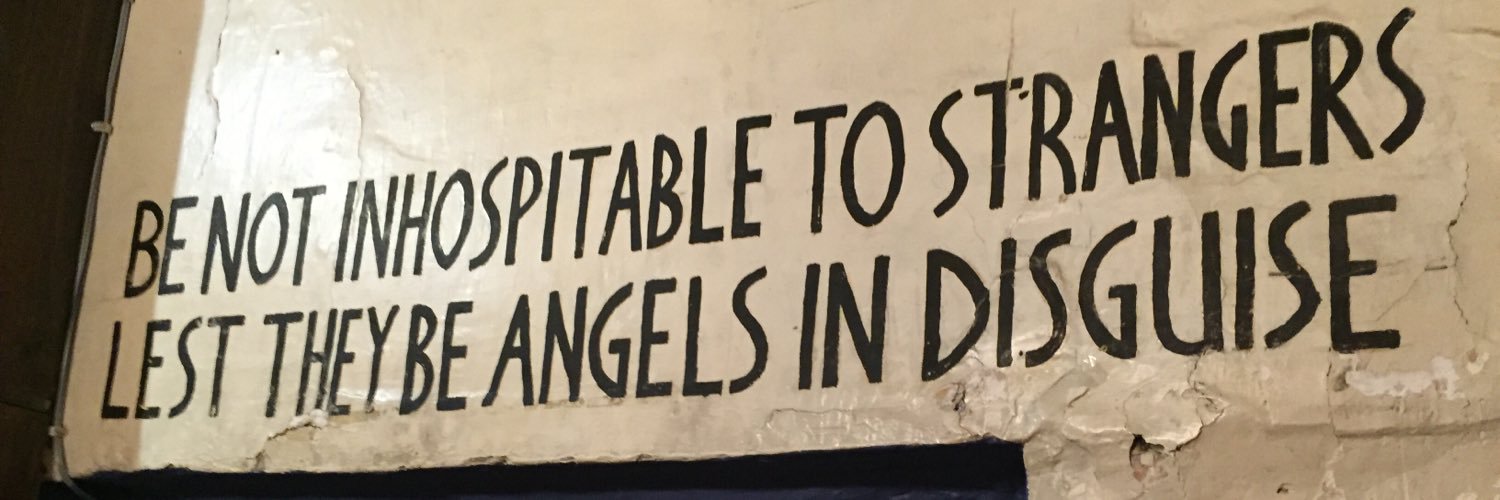 BE NOT INHOSPITABLE TO STRANGERS
LEST THEY BE ANGELS IN DISGUISE